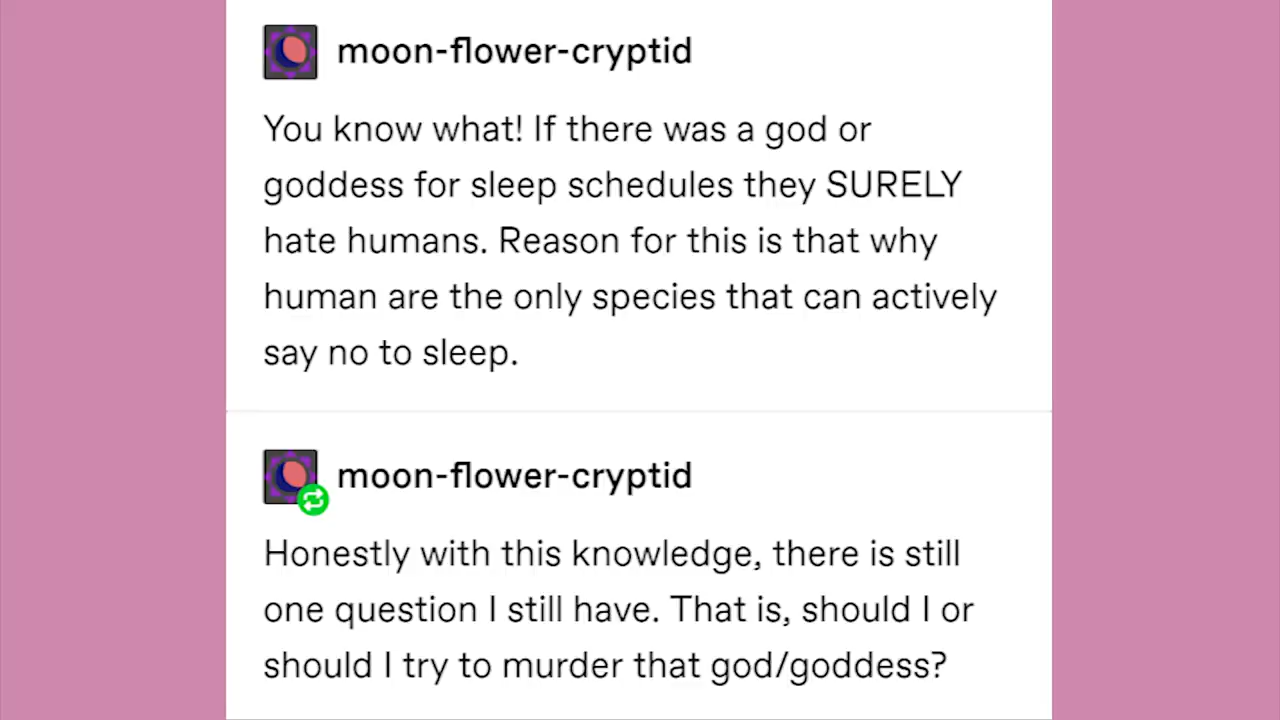 moon-flower-cryptid
You know what! If there was a god or
goddess for sleep schedules they SURELY
hate humans. Reason for this is that why
human are the only species that can actively
say no to sleep.
moon-flower-cryptid
Honestly with this knowledge, there is still
one question I still have. That is, should I or
should I try to murder that god/goddess?